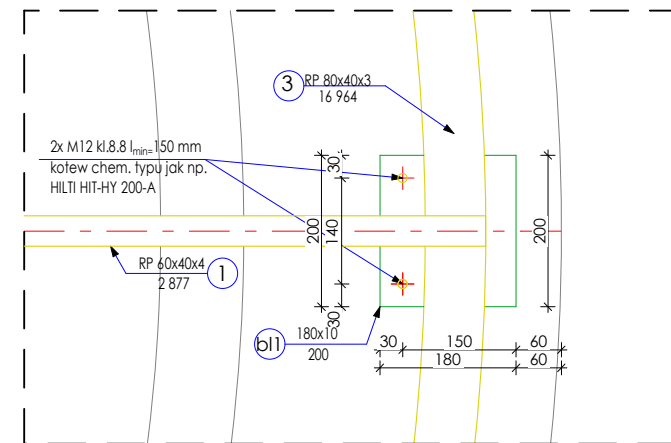 3
RP 80x40x3
16 964
2x M12 kl.8.8 lmin=150 mm
kotew chem. typu jak np.
HILTI HIT-HY 200-A
30
200
140
200
RP 60x40x4
2 877
1
30
bl1
180x10
200
30
150
60
180
60